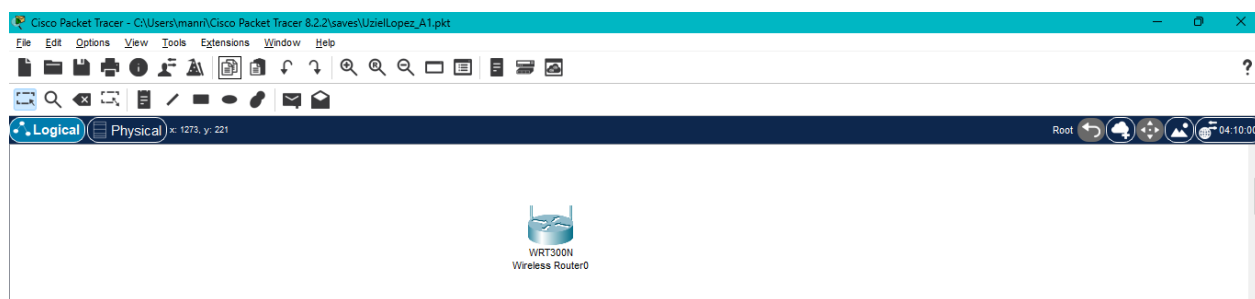 Cisco Packet Tracer - C:\Users\manri\Cisco Packet Tracer 8.2.2\saves\UzielLopez_A1.pkt
File Edit Options View Tools Extensions Window Help
?
Logical Physical x: 1273, y: 221 Root 04:10:00
WRT300N
Wireless Router0